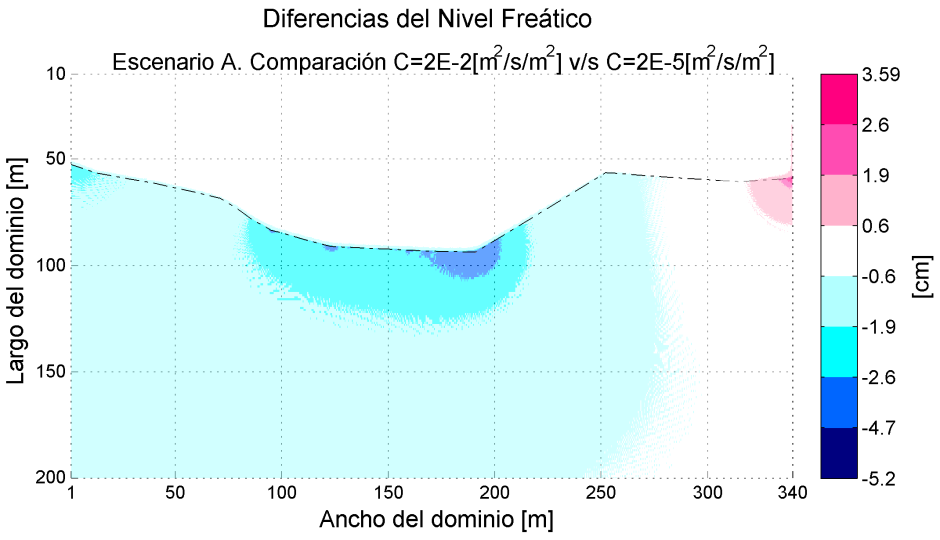 Diferencias del Nivel Freático
Escenario A. Comparación C=2E-2[m²/s/m²] v/s C=2E-5[m²/s/m²]
10
50
100
150
200
Largo del dominio [m]
1 50 100 150 200 250 300 340
Ancho del dominio [m]
3.59
2.6
1.9
0.6
-0.6
-1.9
-2.6
-4.7
-5.2
[cm]